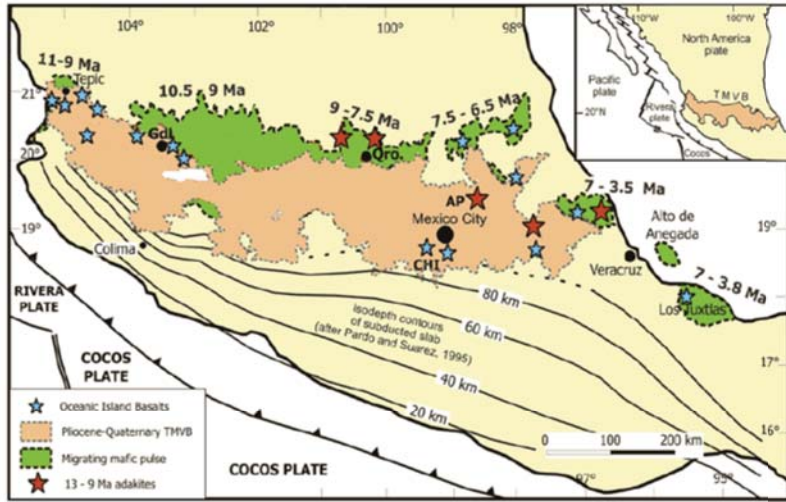 104°
102°
100°
98°
110°W
100°W
North America
plate
Pacific
plate
TMVB
20°N
Rivera
plate
Cocos
11-9 Ma
Tepic
21°
10.5 - 9 Ma
9 -7.5 Ma
7.5 - 6.5 Ma
Gdl
Qro.
20°
AP
7 - 3.5 Ma
Mexico City
19°
19°
Alto de
Anegada
Colima
CHI
Veracruz
7 - 3.8 Ma
Los Tuxtlas
RIVERA
PLATE
80 km
isodepth contours
of subducted slab
(after Pardo and Suarez, 1995)
60 km
18°
17°
COCOS
PLATE
40 km
20 km
16°
Oceanic Island Basalts
Pliocene-Quaternary TMVB
Migrating mafic pulse
13 - 9 Ma adakites
0 100 200 km
COCOS PLATE
97°
95°